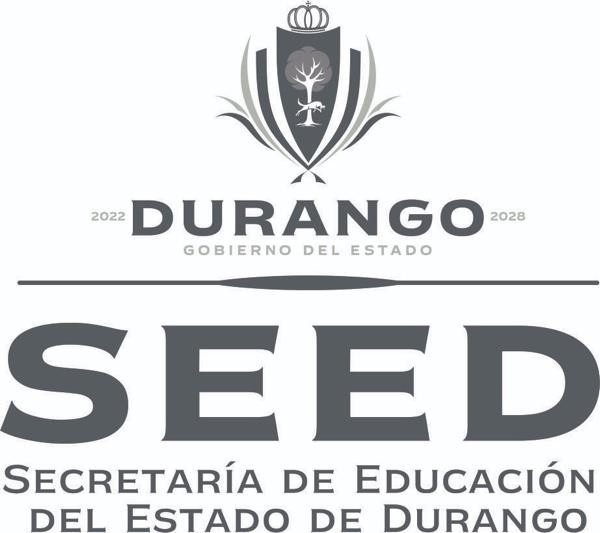 2022 DURANGO 2028
GOBIERNO DEL ESTADO
SEED
SECRETARÍA DE EDUCACIÓN
DEL ESTADO DE DURANGO